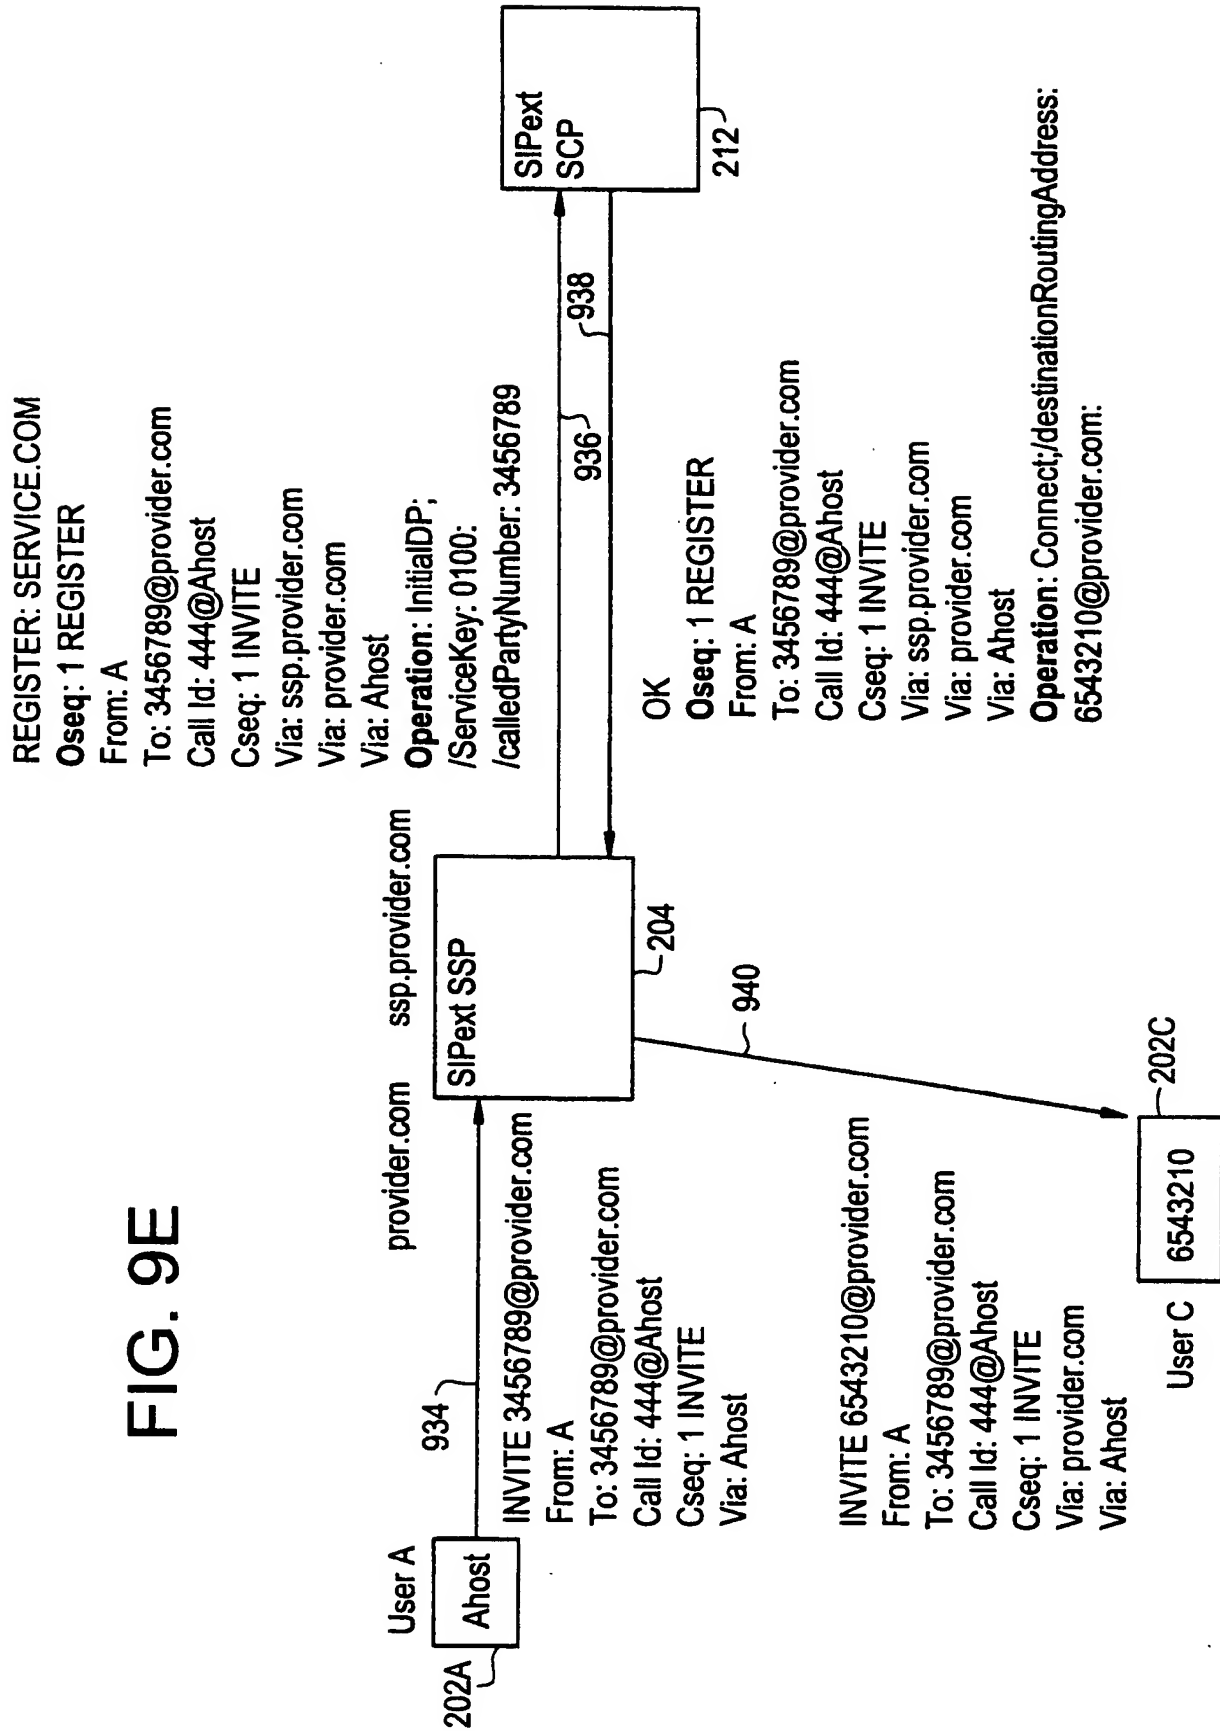 FIG. 9E
REGISTER: SERVICE.COM
Oseq: 1 REGISTER
From: A
To: 3456789@provider.com
Call Id: 444@Ahost
Cseq: 1 INVITE
Via: ssp.provider.com
Via: provider.com
Via: Ahost
Operation: InitialDP;
/ServiceKey: 0100:
/calledPartyNumber: 3456789
User A
Ahost
202A
934
provider.com
ssp.provider.com
SIPext SSP
204
936
938
SIPext
SCP
212
INVITE 3456789@provider.com
From: A
To: 3456789@provider.com
Call Id: 444@Ahost
Cseq: 1 INVITE
Via: Ahost
OK
Oseq: 1 REGISTER
From: A
To: 3456789@provider.com
Call Id: 444@Ahost
Cseq: 1 INVITE
Via: ssp.provider.com
Via: provider.com
Via: Ahost
Operation: Connect;/destinationRoutingAddress:
6543210@provider.com:
940
INVITE 6543210@provider.com
From: A
To: 3456789@provider.com
Call Id: 444@Ahost
Cseq: 1 INVITE
Via: provider.com
Via: Ahost
User C
6543210
202C